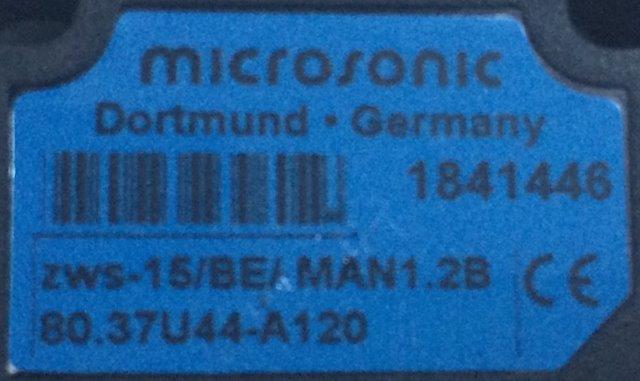 microsonic
Dortmund • Germany
1841446
zws-15/BE/ MAN1.2B
80.37U44-A120
CE